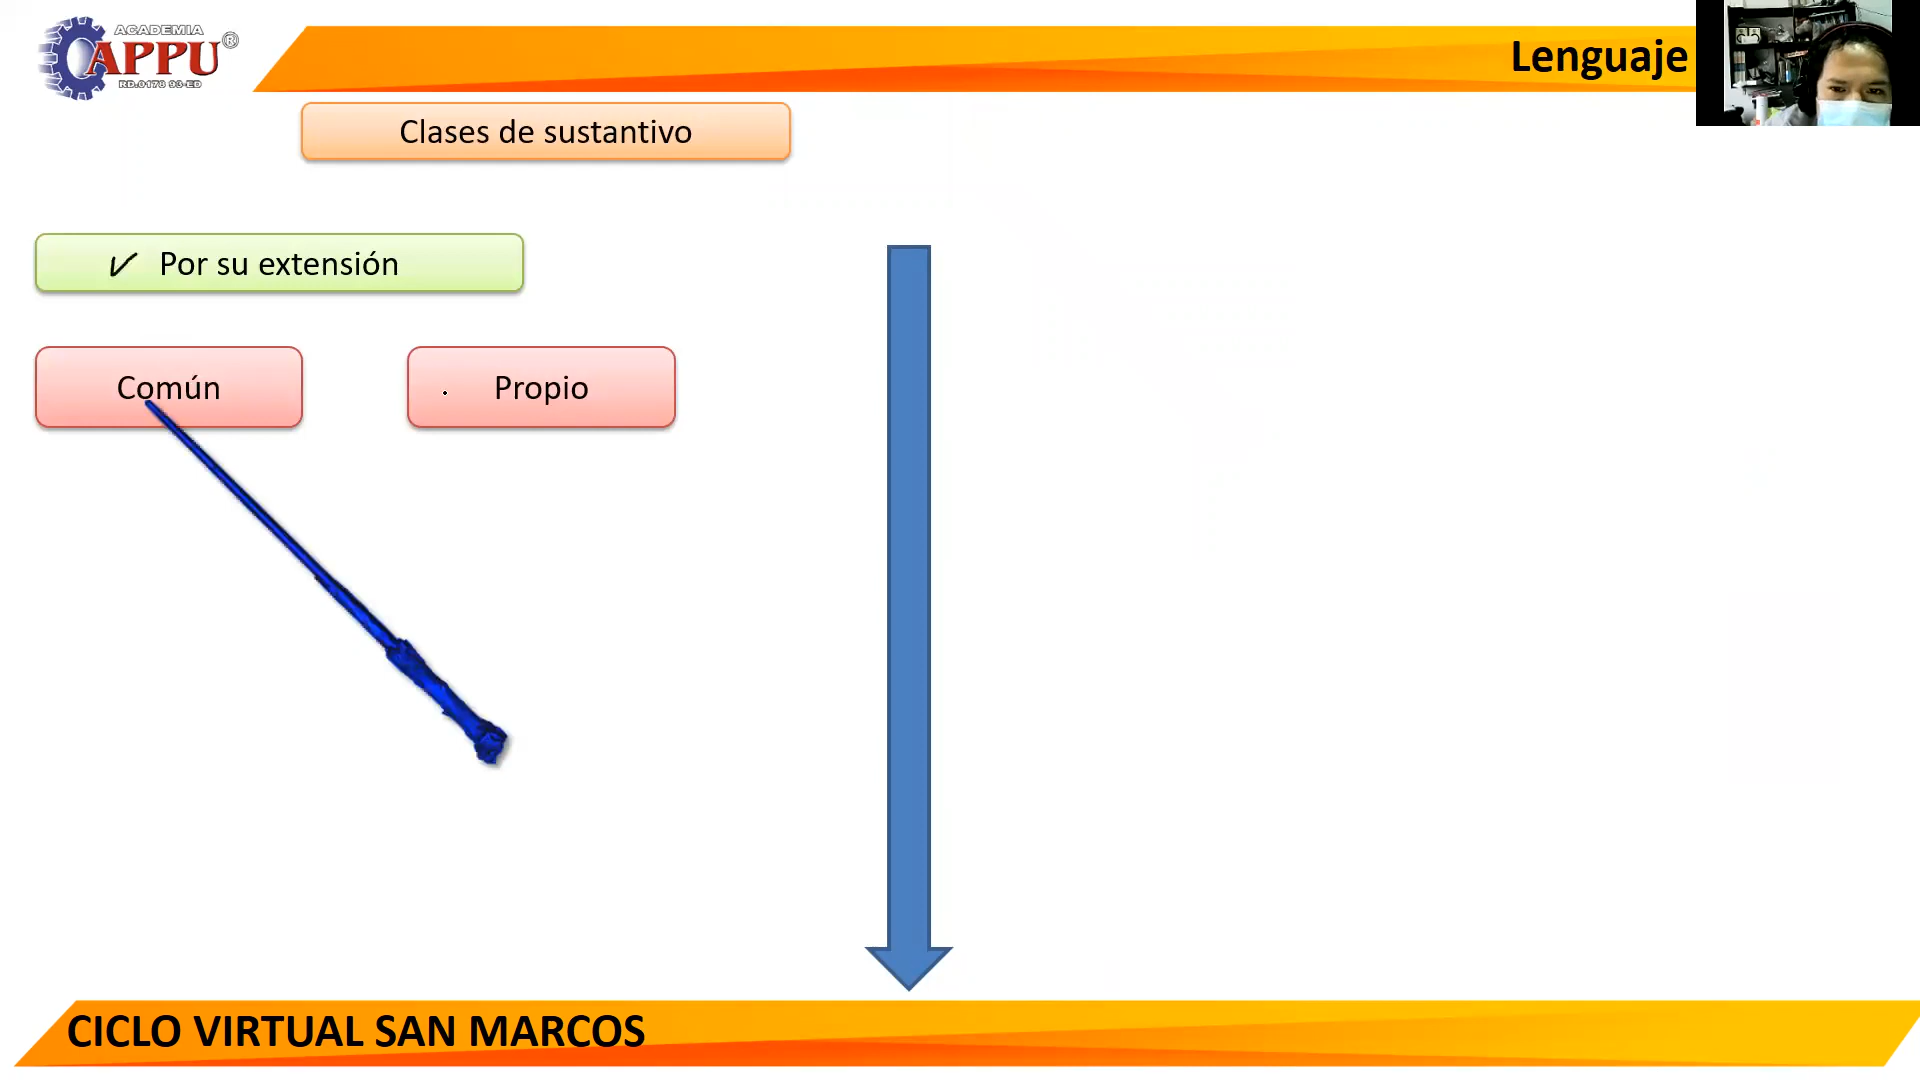 ACADEMIA
APPU®
RD.0178 93-ED
Lenguaje
Clases de sustantivo
✓ Por su extensión
Común
Propio
CICLO VIRTUAL SAN MARCOS